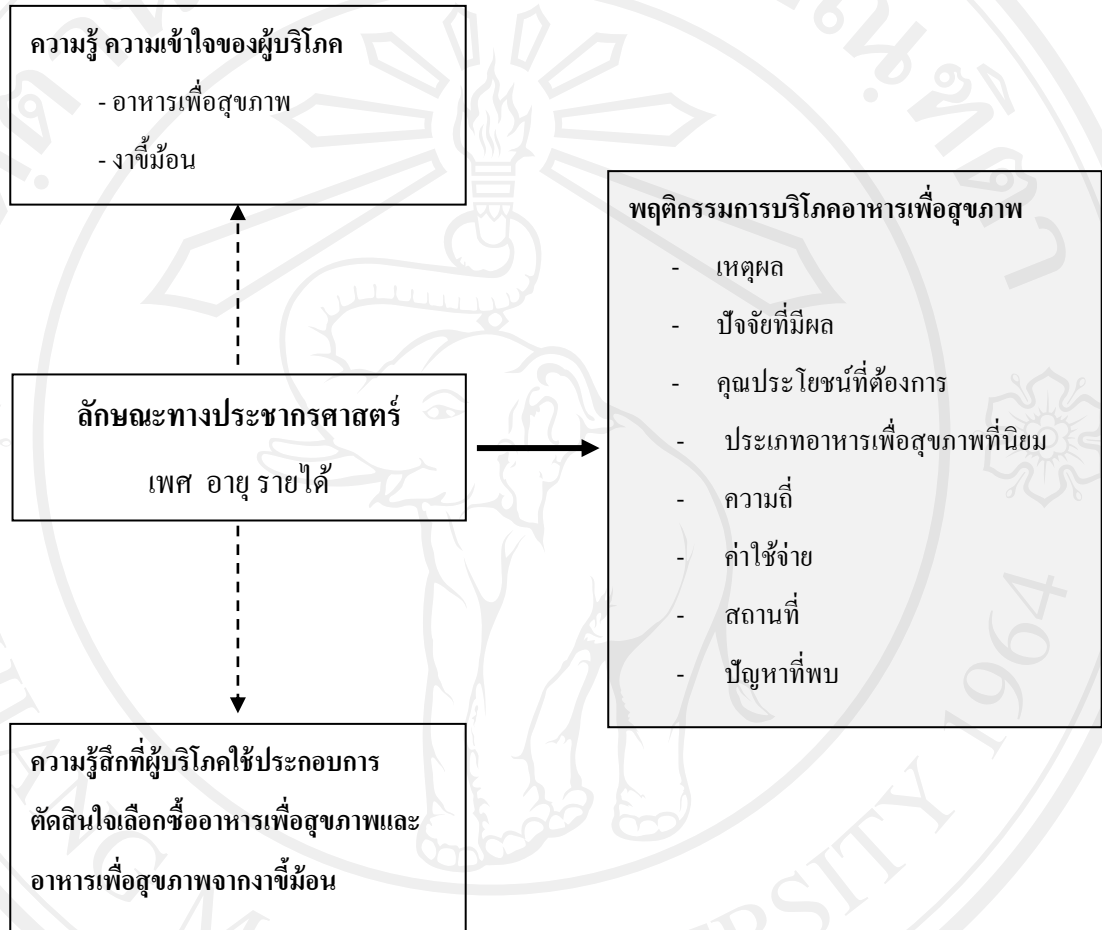 ความรู้ ความเข้าใจของผู้บริโภค
- อาหารเพื่อสุขภาพ
- งาขี้ม้อน
พฤติกรรมการบริโภคอาหารเพื่อสุขภาพ
- เหตุผล
- ปัจจัยที่มีผล
- คุณประโยชน์ที่ต้องการ
- ประเภทอาหารเพื่อสุขภาพที่นิยม
- ความถี่
- ค่าใช้จ่าย
- สถานที่
- ปัญหาที่พบ
ลักษณะทางประชากรศาสตร์
เพศ อายุ รายได้
ความรู้สึกที่ผู้บริโภคใช้ประกอบการ
ตัดสินใจเลือกซื้ออาหารเพื่อสุขภาพและ
อาหารเพื่อสุขภาพจากงาขี้ม้อน
1964